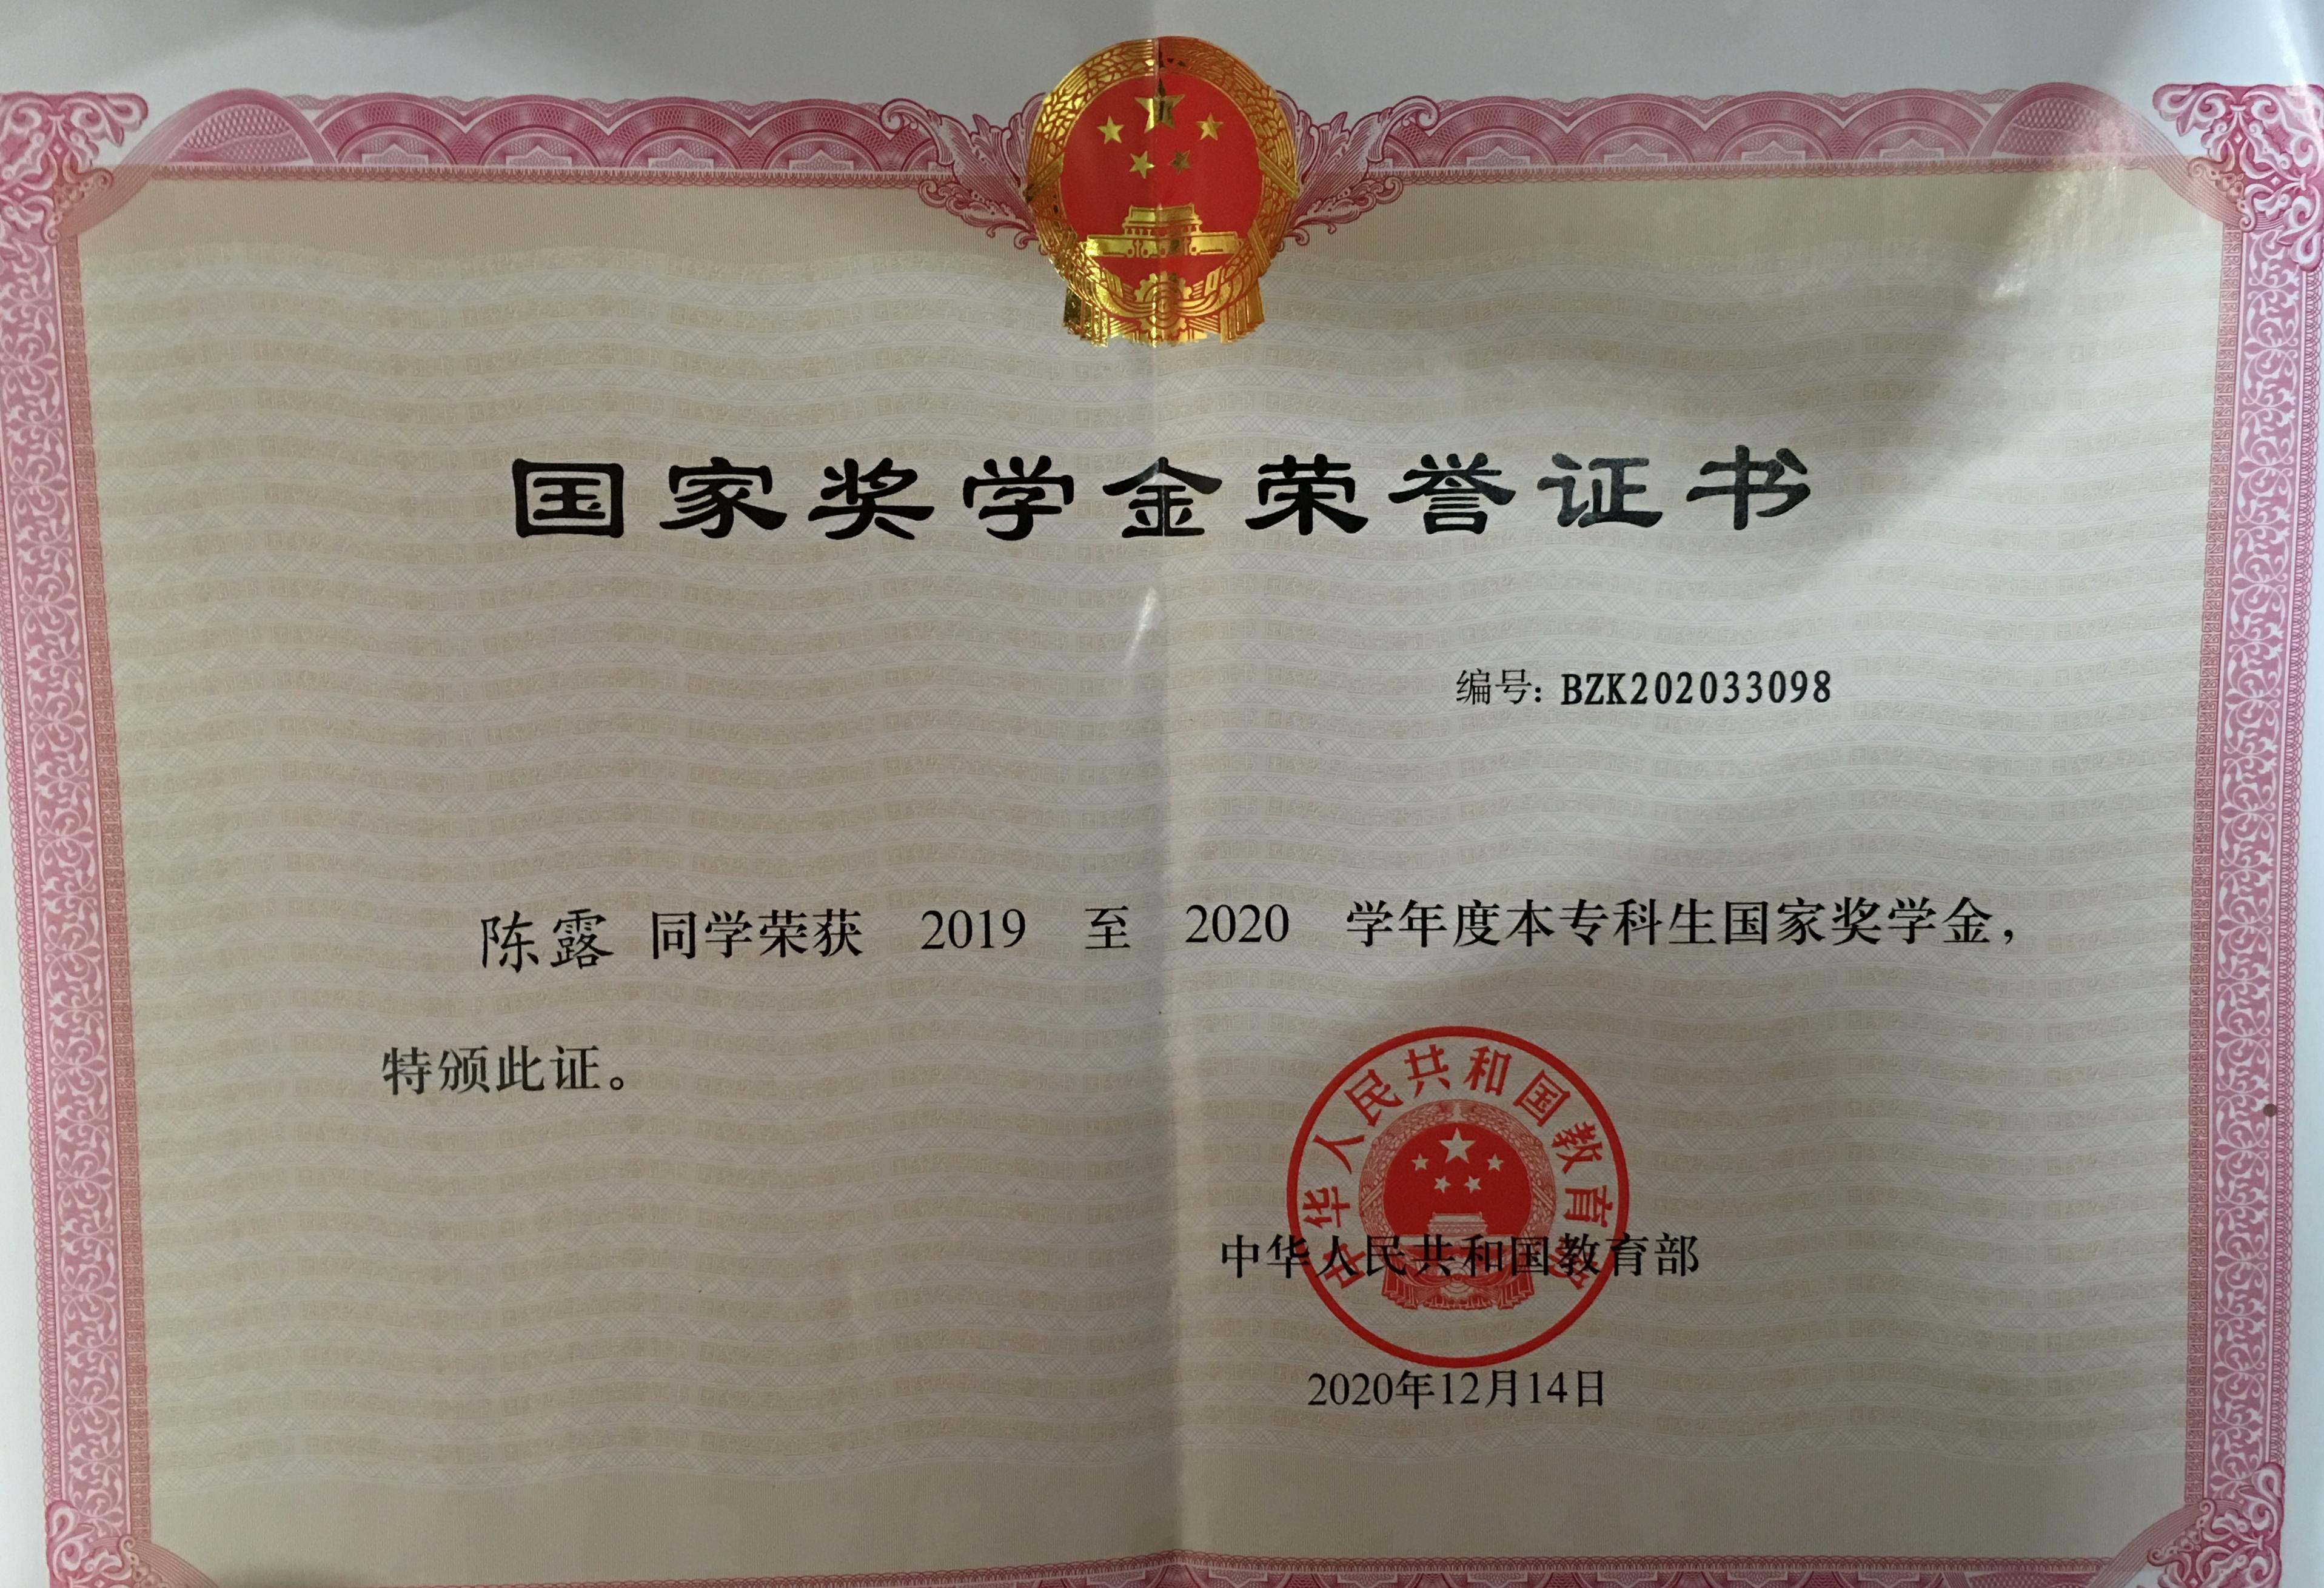 国家奖学金荣誉证书
编号: BZK202033098
陈露 同学荣获 2019 至 2020 学年度本专科生国家奖学金，
特颁此证。
中华人民共和国教育部
中华人民共和国教育部
2020年12月14日